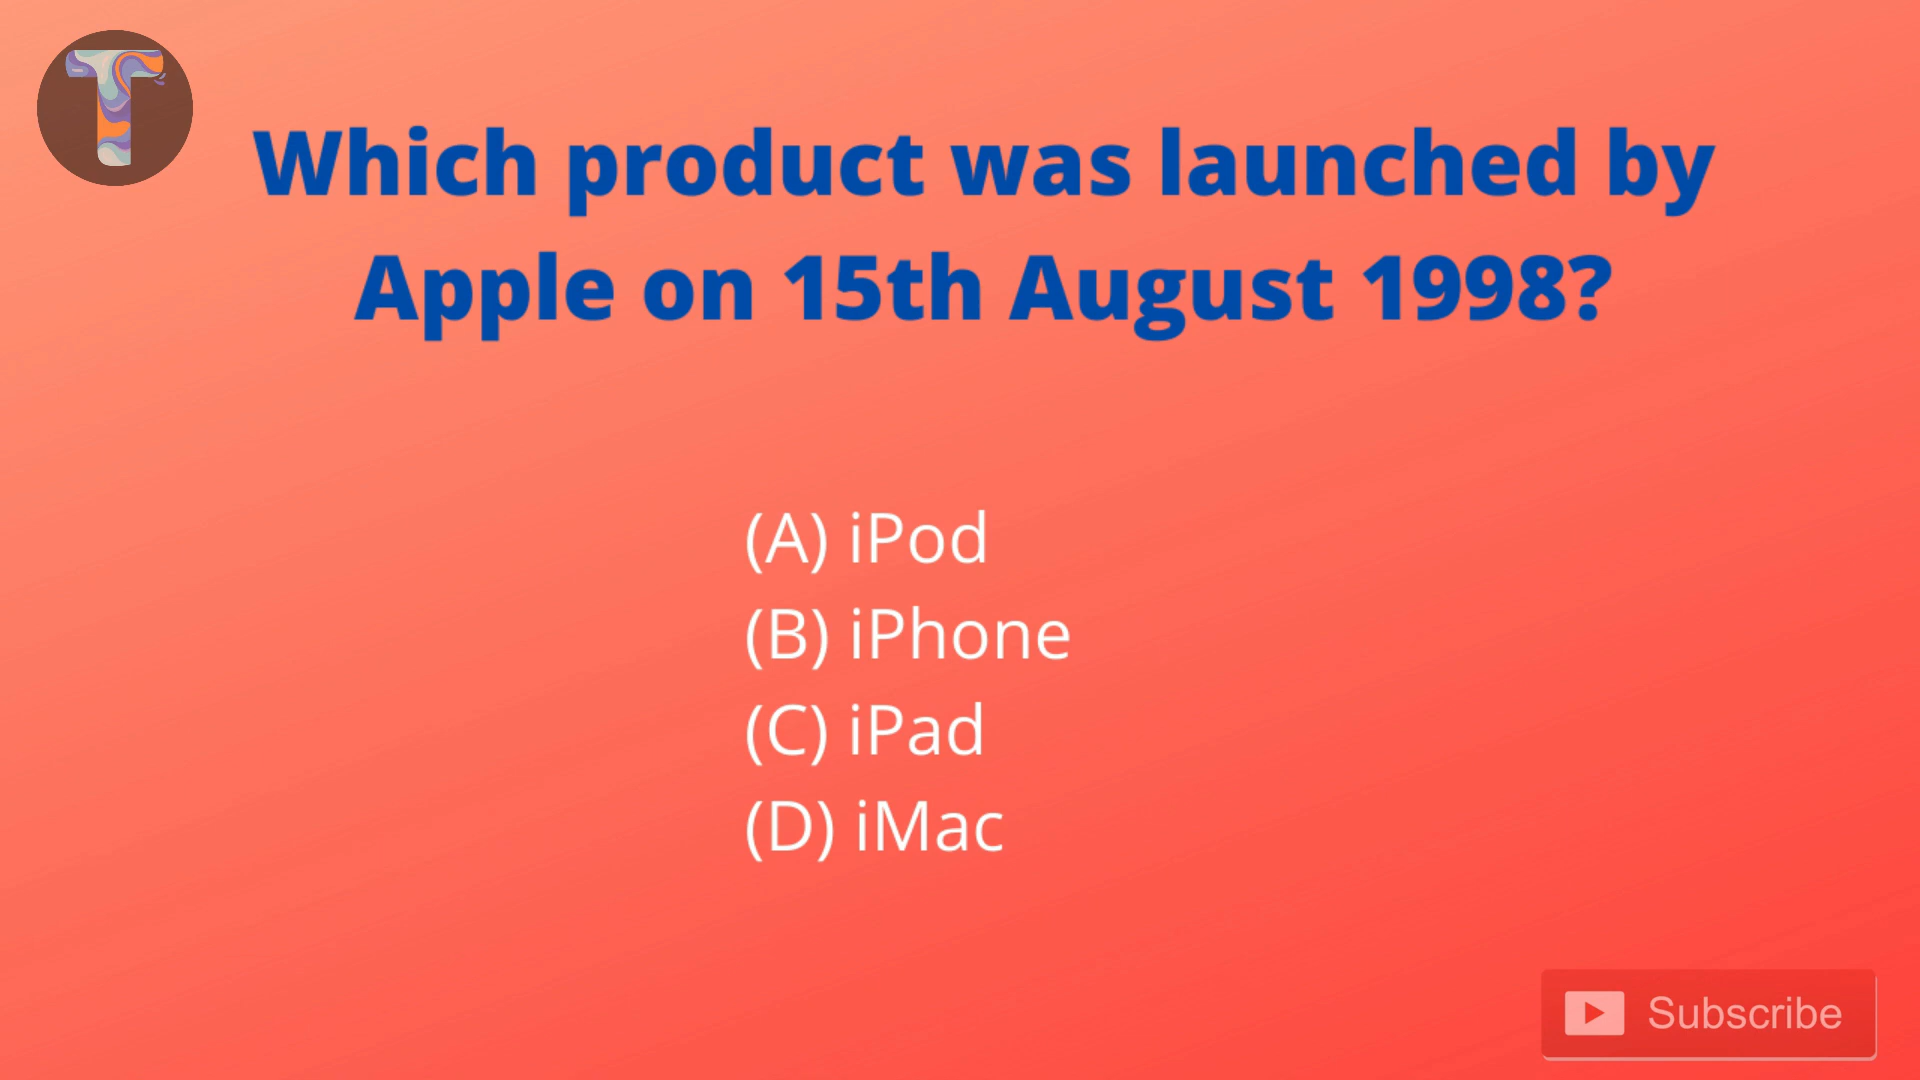 T
Which product was launched by
Apple on 15th August 1998?
(A) iPod
(B) iPhone
(C) iPad
(D) iMac
Subscribe